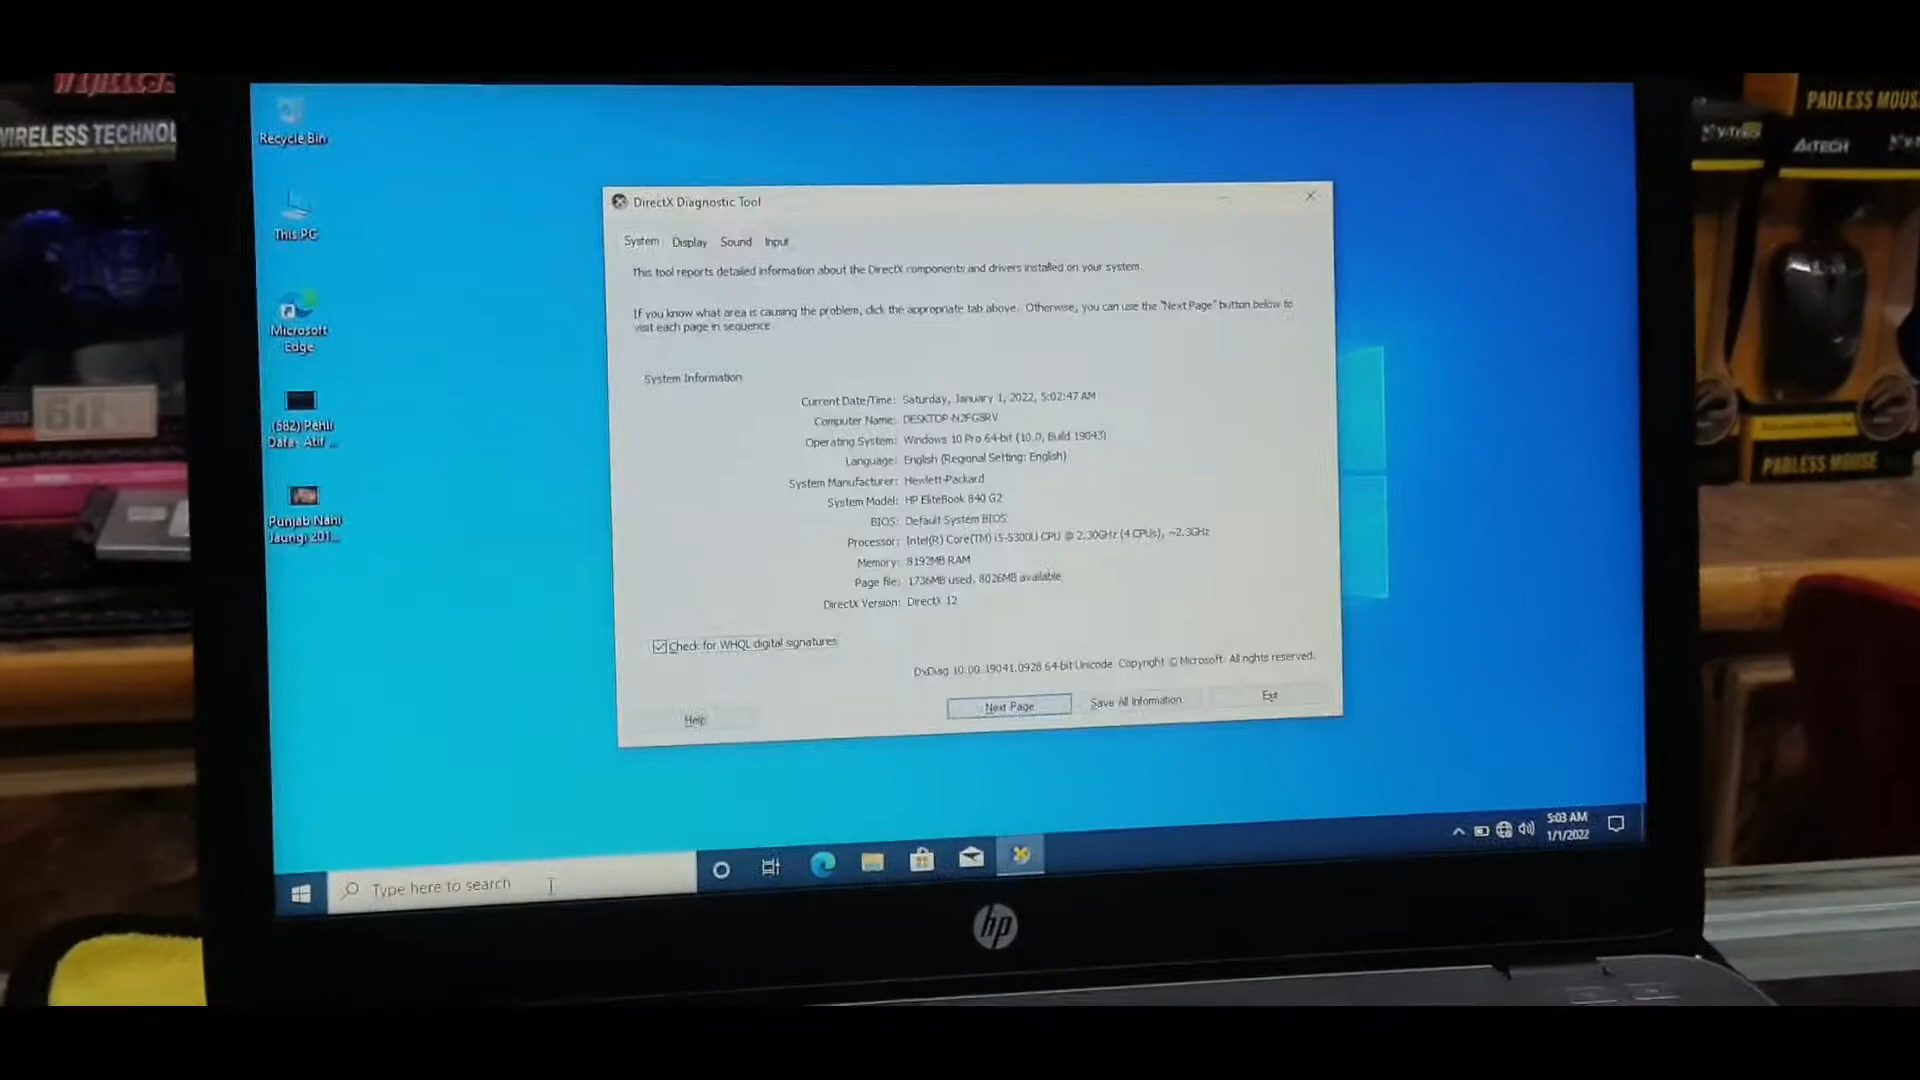 WIRELESS
WIRELESS TECHNOL
Recycle Bin
This PC
Microsoft
Edge
(682) Pehli
Dafa- Atif ...
Punjab Nahi
Jaungi 201...
DirectX Diagnostic Tool
System Display Sound Input
This tool reports detailed information about the DirectX components and drivers installed on your system.
If you know what area is causing the problem, click the appropriate tab above. Otherwise, you can use the "Next Page" button below to
visit each page in sequence.
System Information
Current Date/Time: Saturday, January 1, 2022, 5:02:47 AM
Computer Name: DESKTOP-N2FG8RV
Operating System: Windows 10 Pro 64-bit (10.0, Build 19043)
Language: English (Regional Setting: English)
System Manufacturer: Hewlett-Packard
System Model: HP EliteBook 840 G2
BIOS: Default System BIOS
Processor: Intel(R) Core(TM) i5-5300U CPU @ 2.30GHz (4 CPUs), ~2.3GHz
Memory: 8192MB RAM
Page file: 1736MB used, 8026MB available
DirectX Version: DirectX 12
Check for WHQL digital signatures
DxDiag 10.00.19041.0928 64-bit Unicode Copyright © Microsoft. All rights reserved.
Help
Next Page
Save All Information
Exit
Type here to search
5:03 AM
1/1/2022
hp
PADLESS MOUS
A4TECH
PADLESS MOUSE